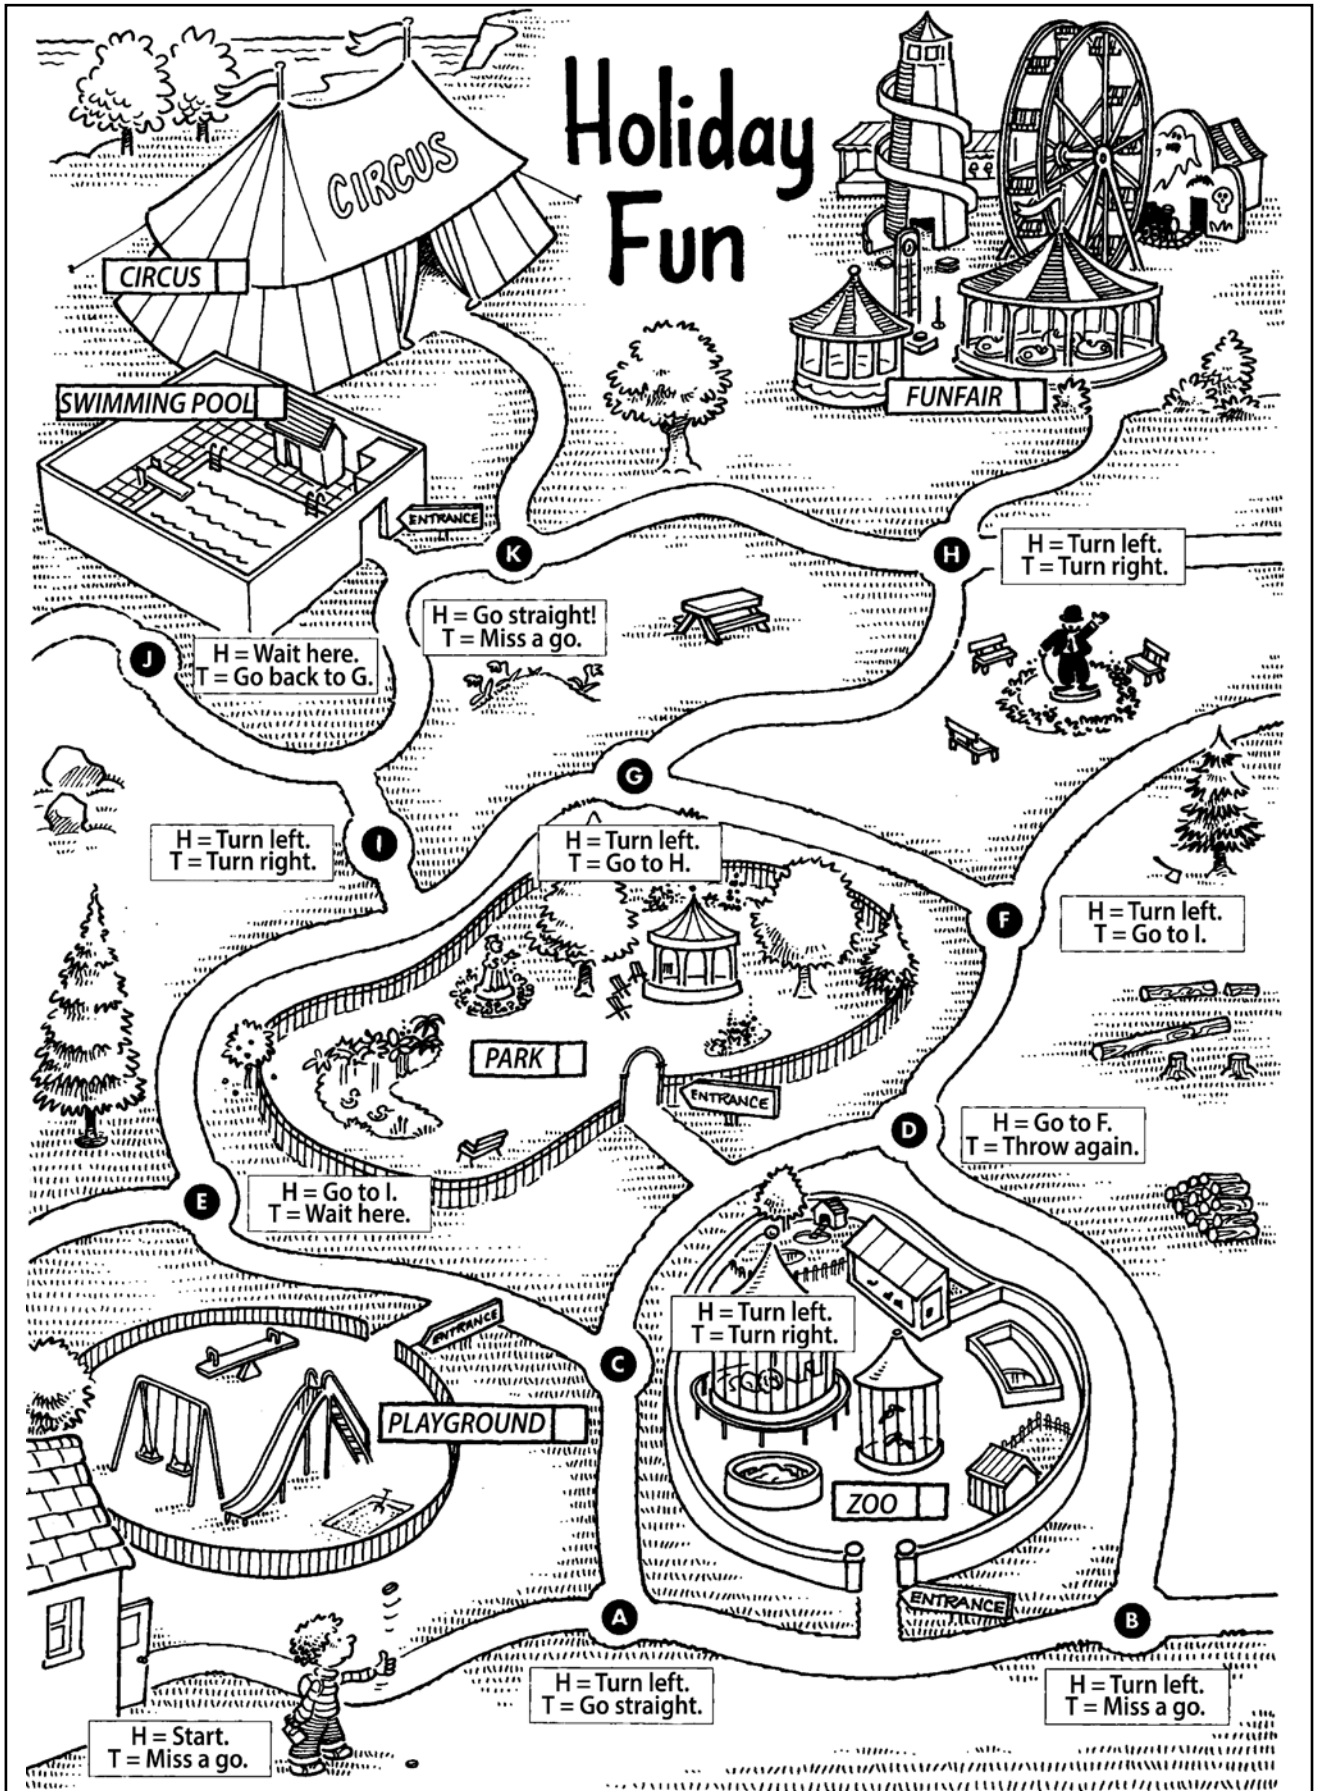 Holiday
Fun
CIRCUS
CIRCUS
SWIMMING POOL
FUNFAIR
ENTRANCE
K
H
H = Turn left.
T = Turn right.
H = Go straight!
T = Miss a go.
J
H = Wait here.
T = Go back to G.
G
H = Turn left.
T = Turn right.
I
H = Turn left.
T = Go to H.
F
H = Turn left.
T = Go to I.
PARK
ENTRANCE
D
H = Go to F.
T = Throw again.
E
H = Go to I.
T = Wait here.
ENTRANCE
H = Turn left.
T = Turn right.
C
PLAYGROUND
ZOO
ENTRANCE
A
B
H = Turn left.
T = Go straight.
H = Turn left.
T = Miss a go.
H = Start.
T = Miss a go.